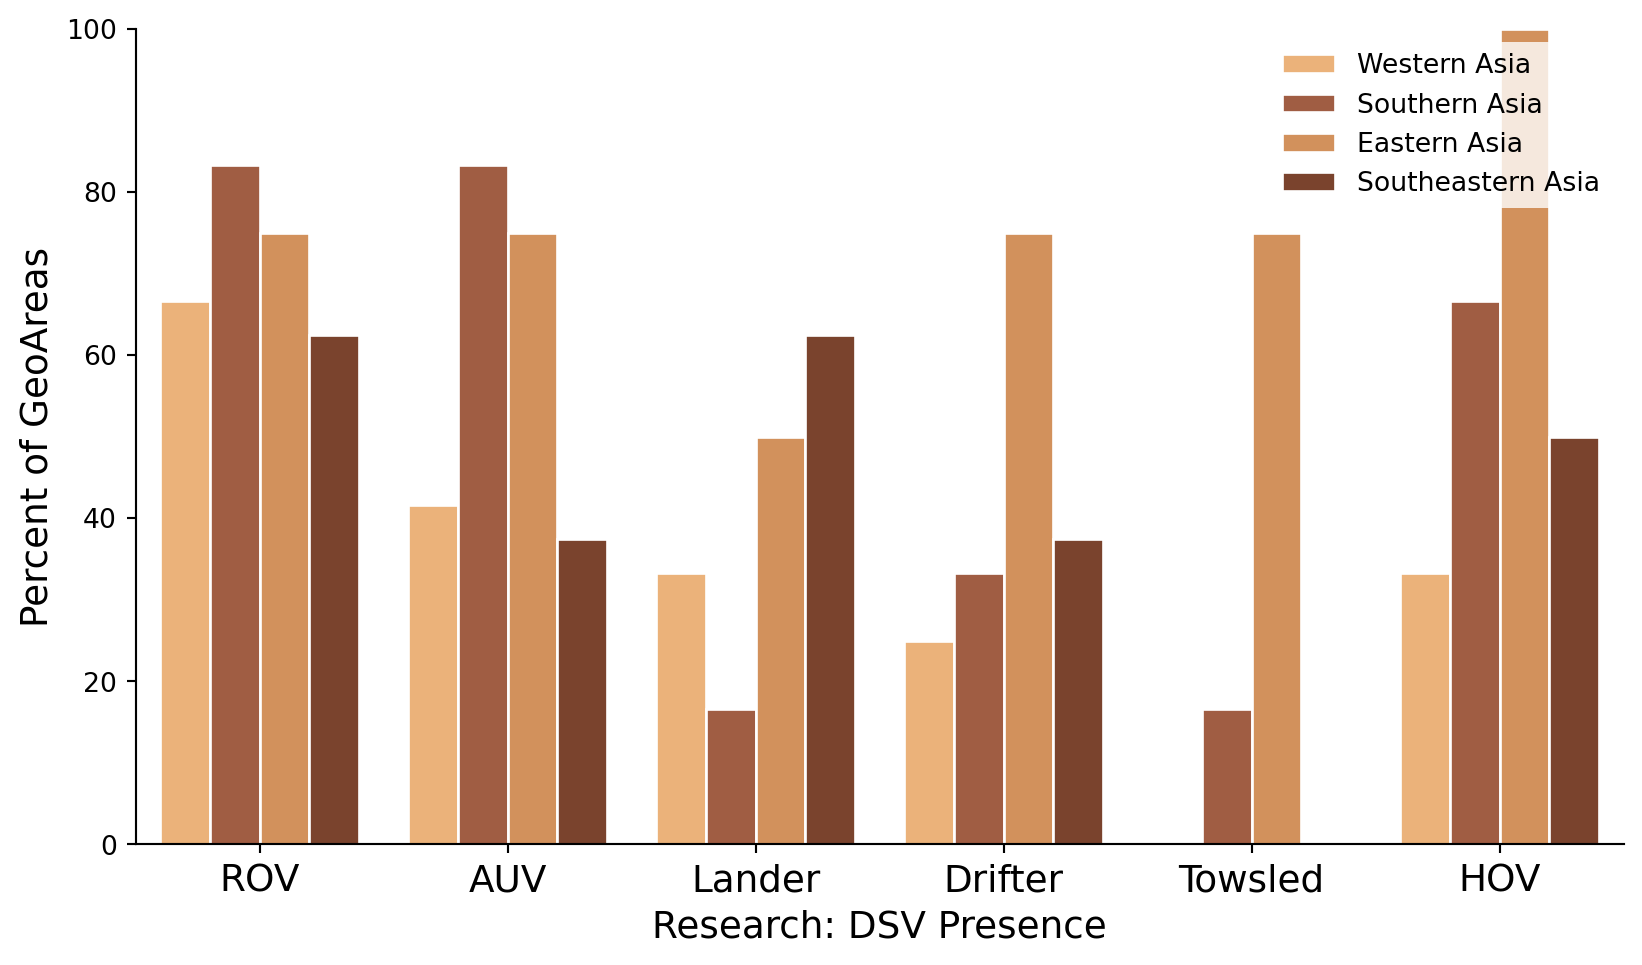 100
80
60
40
20
0
Percent of GeoAreas
Western Asia
Southern Asia
Eastern Asia
Southeastern Asia
ROV AUV Lander Drifter Towsled HOV
Research: DSV Presence